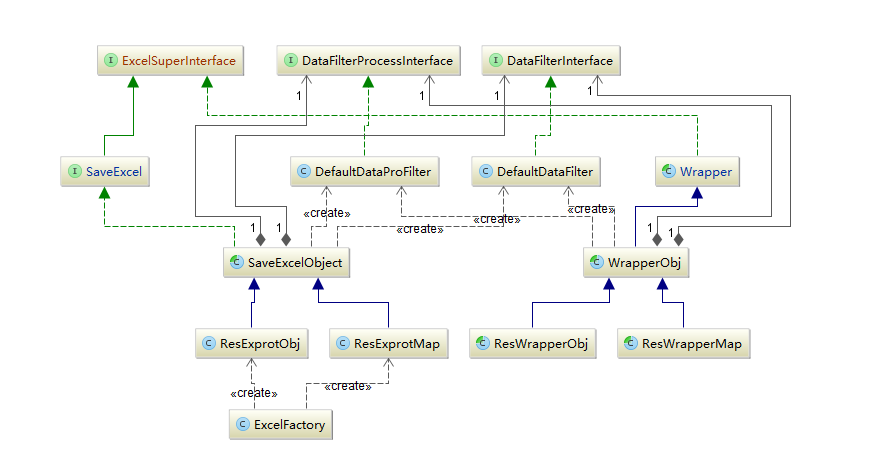 I ExcelSuperInterface
I DataFilterProcessInterface
I DataFilterInterface
1
1
1
1
I SaveExcel
C DefaultDataProFilter
C DefaultDataFilter
C Wrapper
«create»
«create»
«create»
«create»
1
1
1
1
C SaveExcelObject
C WrapperObj
C ResExprotObj
C ResExprotMap
C ResWrapperObj
C ResWrapperMap
«create»
«create»
C ExcelFactory